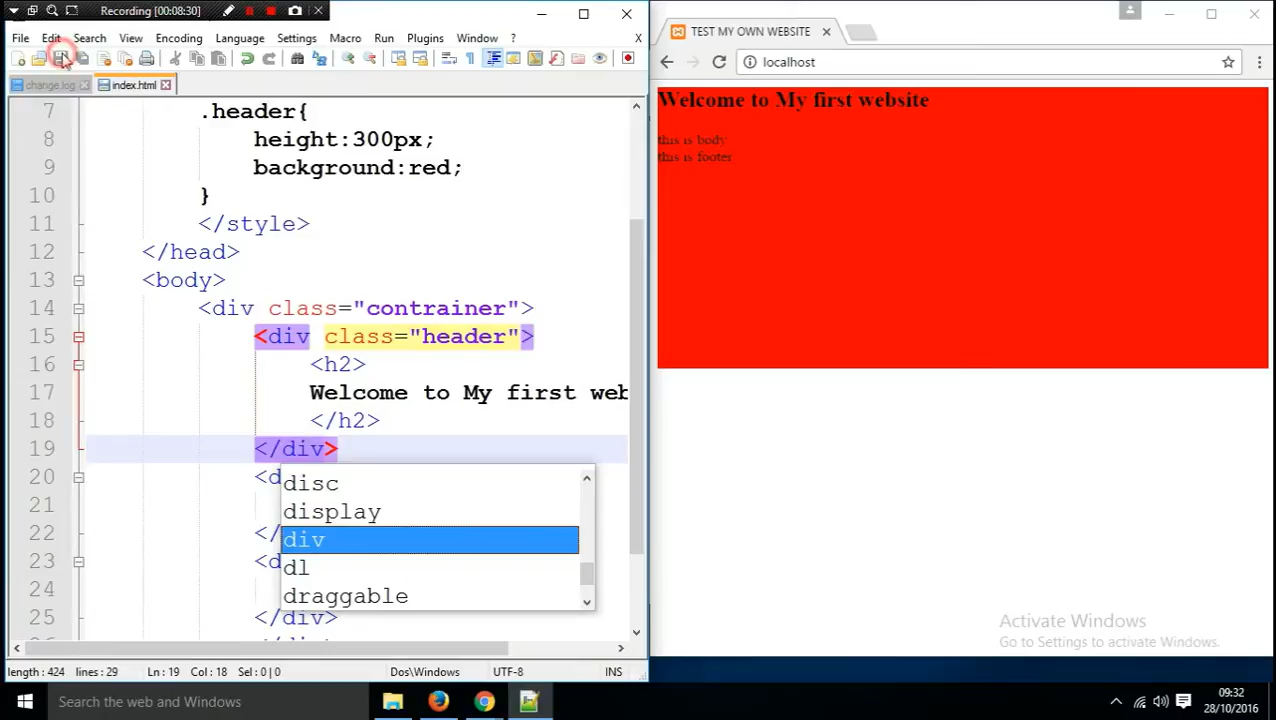 Recording [00:08:30]
File Edit Search View Encoding Language Settings Macro Run Plugins Window ? X
change.log index.html
7 .header{
8 height:300px;
9 background:red;
10 }
11 </style>
12 </head>
13 <body>
14 <div class="contrainer">
15 <div class="header">
16 <h2>
17 Welcome to My first web
18 </h2>
19 </div>
20 <d
21
22 </
23 <d
24
25 </div>
disc
display
div
dl
draggable
length : 424 lines : 29 Ln : 19 Col : 18 Sel : 0 | 0 Dos\Windows UTF-8 INS
TEST MY OWN WEBSITE
localhost
Welcome to My first website
this is body
this is footer
Activate Windows
Go to Settings to activate Windows.
Search the web and Windows
09:32
28/10/2016